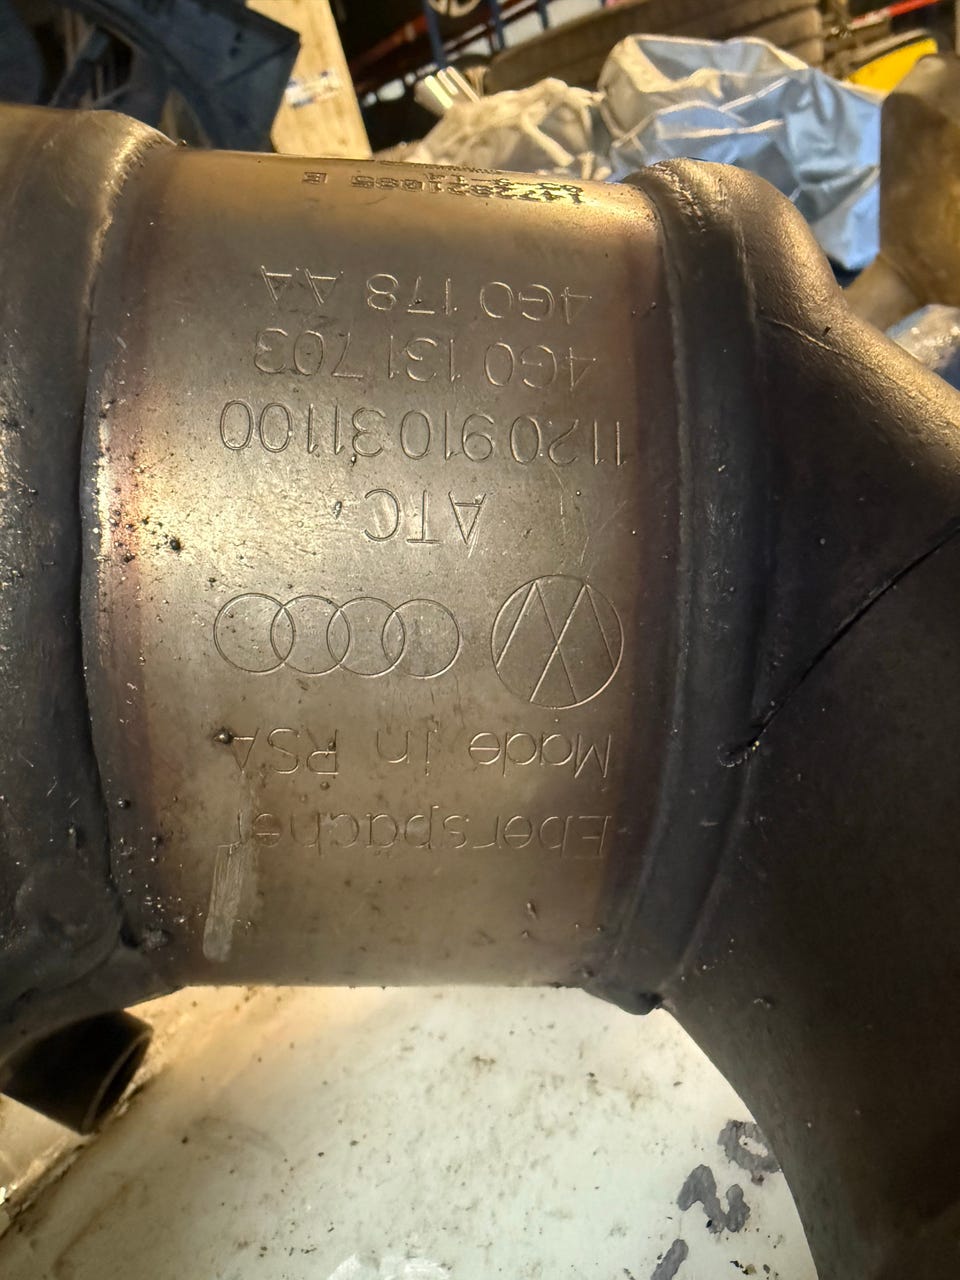 Eberspächer
Made in RSA
ATC
112091031100
4G0 131 703
4G0 178 AA